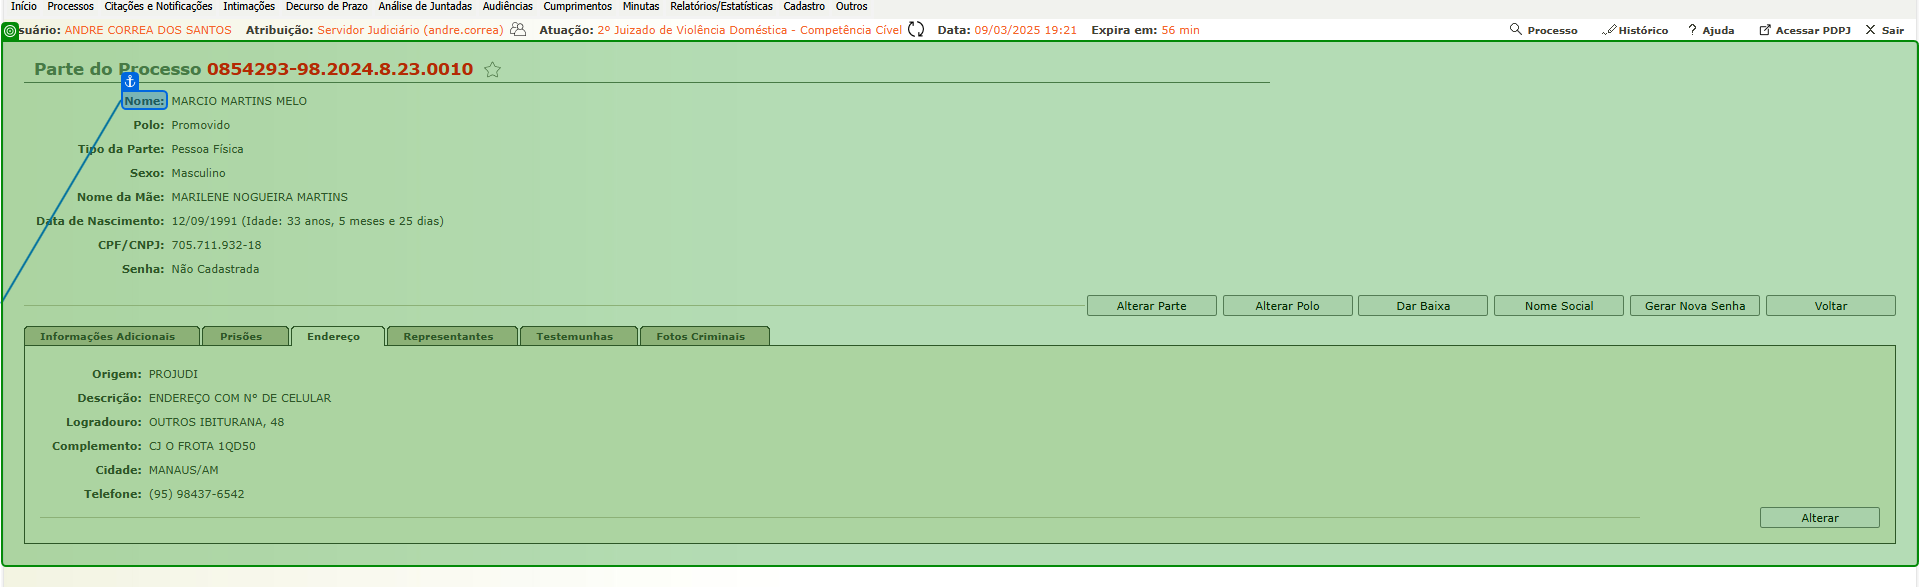 Início Processos Citações e Notificações Intimações Decurso de Prazo Análise de Juntadas Audiências Cumprimentos Minutas Relatórios/Estatísticas Cadastro Outros
suário: ANDRE CORREA DOS SANTOS Atribuição: Servidor Judiciário (andre.correa) Atuação: 2º Juizado de Violência Doméstica - Competência Cível Data: 09/03/2025 19:21 Expira em: 56 min Processo Histórico Ajuda Acessar PDPJ Sair
Parte do Processo 0854293-98.2024.8.23.0010
Nome: MARCIO MARTINS MELO
Polo: Promovido
Tipo da Parte: Pessoa Física
Sexo: Masculino
Nome da Mãe: MARILENE NOGUEIRA MARTINS
Data de Nascimento: 12/09/1991 (Idade: 33 anos, 5 meses e 25 dias)
CPF/CNPJ: 705.711.932-18
Senha: Não Cadastrada
Alterar Parte Alterar Polo Dar Baixa Nome Social Gerar Nova Senha Voltar
Informações Adicionais Prisões Endereço Representantes Testemunhas Fotos Criminais
Origem: PROJUDI
Descrição: ENDEREÇO COM N° DE CELULAR
Logradouro: OUTROS IBITURANA, 48
Complemento: CJ O FROTA 1QD50
Cidade: MANAUS/AM
Telefone: (95) 98437-6542
Alterar